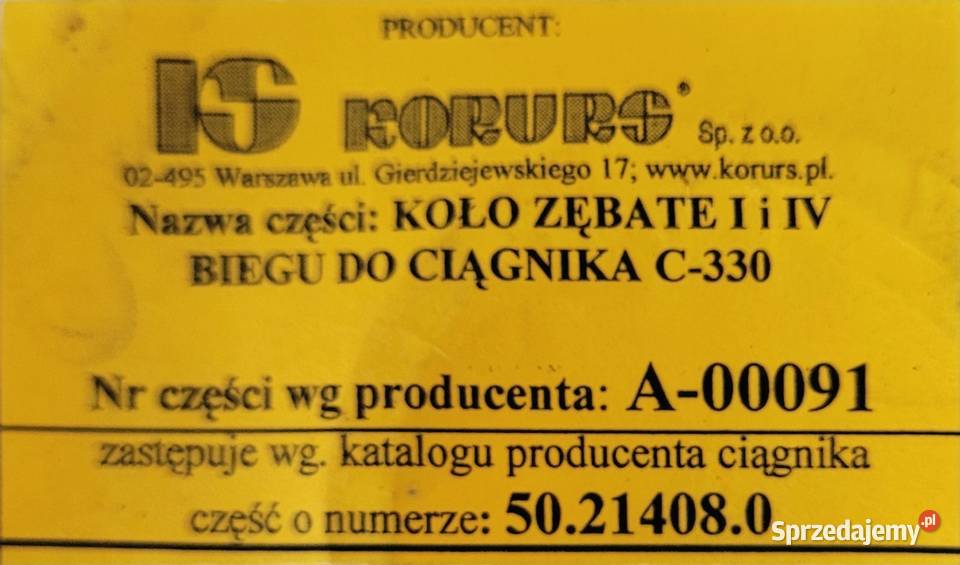 PRODUCENT:
KORURS® Sp. z o.o.
02-495 Warszawa ul. Gierdziejewskiego 17; www.korurs.pl.
Nazwa części: KOŁO ZĘBATE I i IV
BIEGU DO CIĄGNIKA C-330
Nr części wg producenta: A-00091
zastępuje wg. katalogu producenta ciągnika
część o numerze: 50.21408.0
Sprzedajemy.pl